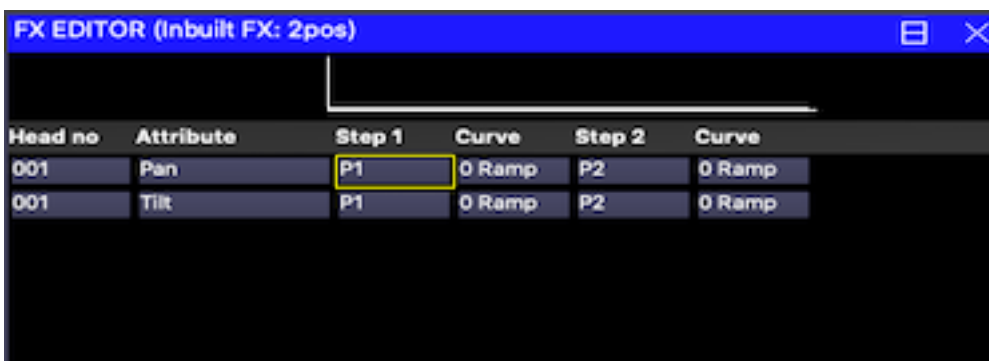 FX EDITOR (Inbuilt FX: 2pos)
Head no Attribute Step 1 Curve Step 2 Curve
001 Pan P1 0 Ramp P2 0 Ramp
001 Tilt P1 0 Ramp P2 0 Ramp